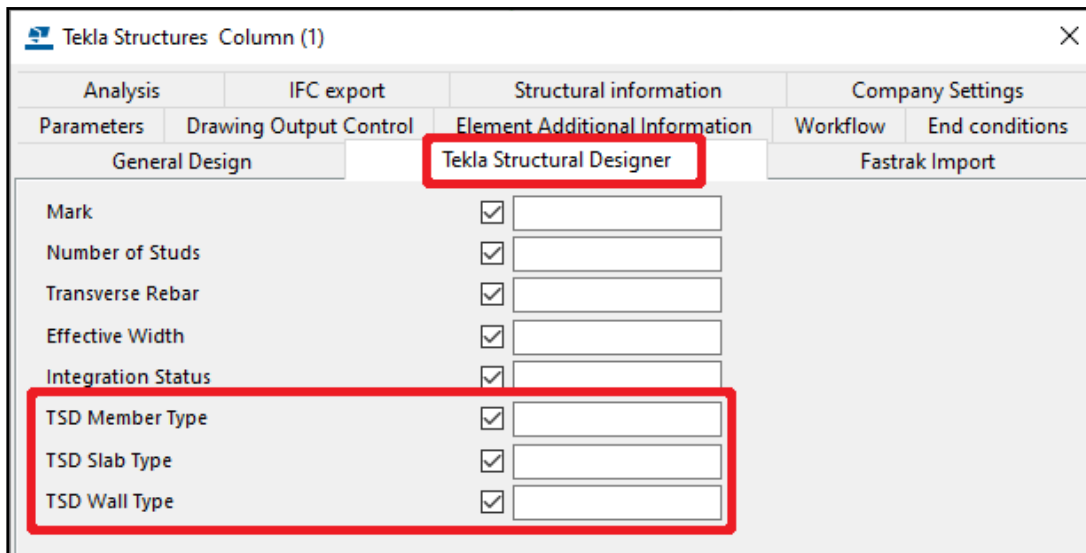 Tekla Structures Column (1)
Analysis IFC export Structural information Company Settings
Parameters Drawing Output Control Element Additional Information Workflow End conditions
General Design Tekla Structural Designer Fastrak Import
Mark
Number of Studs
Transverse Rebar
Effective Width
Integration Status
TSD Member Type
TSD Slab Type
TSD Wall Type